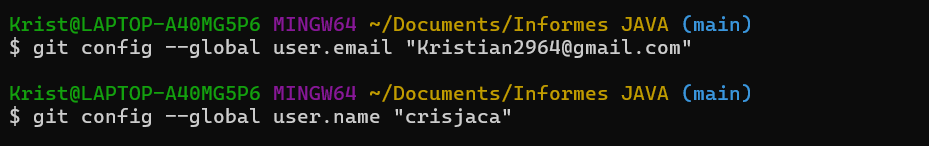 Krist@LAPTOP-A40MG5P6 MINGW64 ~/Documents/Informes JAVA (main)
$ git config --global user.email "Kristian2964@gmail.com"
Krist@LAPTOP-A40MG5P6 MINGW64 ~/Documents/Informes JAVA (main)
$ git config --global user.name "crisjaca"